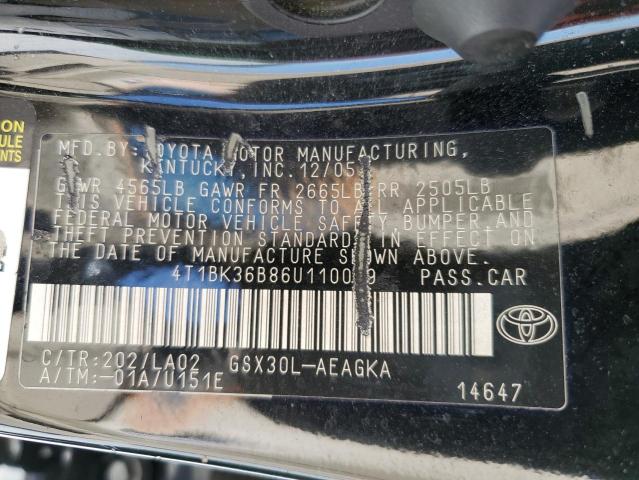 MFD. BY: TOYOTA MOTOR MANUFACTURING,
KENTUCKY, INC. 12/05
GVWR 4565LB GAWR FR 2665LB RR 2505LB
THIS VEHICLE CONFORMS TO ALL APPLICABLE
FEDERAL MOTOR VEHICLE SAFETY, BUMPER AND
THEFT PREVENTION STANDARDS IN EFFECT ON
THE DATE OF MANUFACTURE SHOWN ABOVE.
PASS.CAR
C/TR:202/LA02 GSX30L-AEAGKA
A/TM:-01A/0151E
14647
TOYOTA